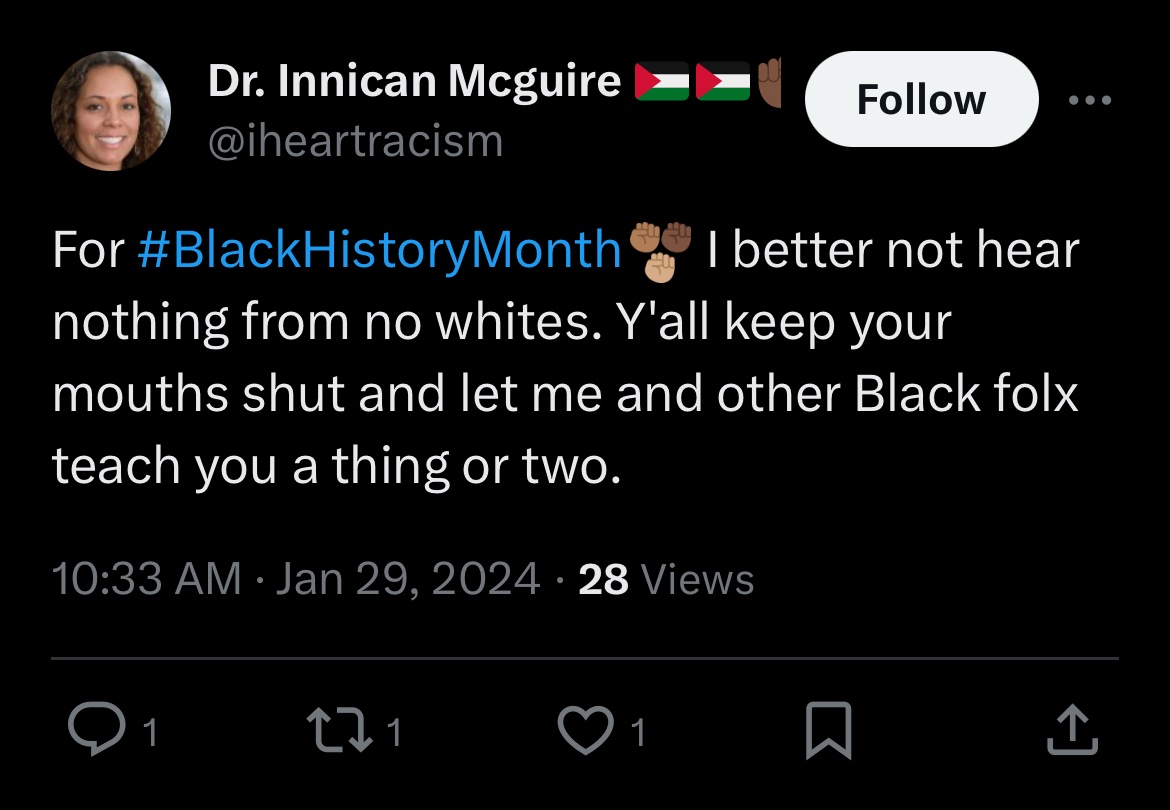 Dr. Innican Mcguire 🇵🇸🇵🇸
Follow
@iheartracism
For #BlackHistoryMonth✊🏽✊🏾✊🏼 I better not hear
nothing from no whites. Y'all keep your
mouths shut and let me and other Black folx
teach you a thing or two.
10:33 AM · Jan 29, 2024 · 28 Views
1 1 1